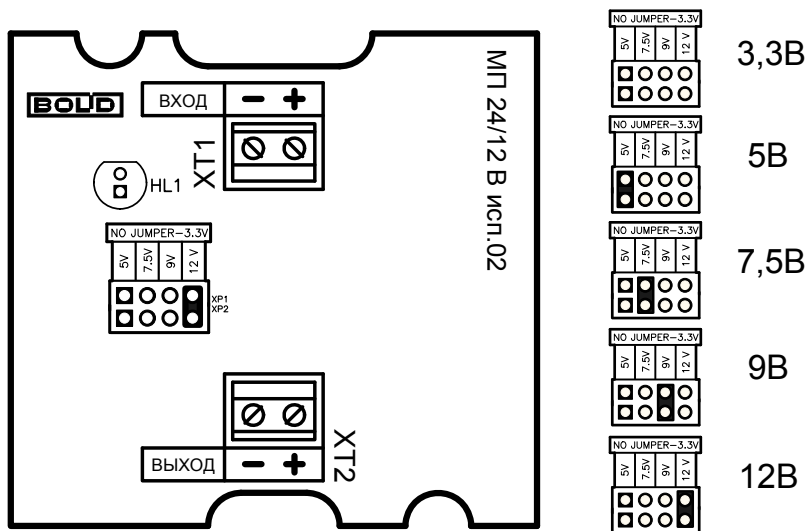 BOLID
ВХОД
− +
XT1
HL1
NO JUMPER-3.3V
5V 7.5V 9V 12 V
XP1
XP2
МП 24/12 В исп.02
ВЫХОД
− +
XT2
NO JUMPER-3.3V
5V 7.5V 9V 12 V
3,3В
NO JUMPER-3.3V
5V 7.5V 9V 12 V
5В
NO JUMPER-3.3V
5V 7.5V 9V 12 V
7,5В
NO JUMPER-3.3V
5V 7.5V 9V 12 V
9В
NO JUMPER-3.3V
5V 7.5V 9V 12 V
12В